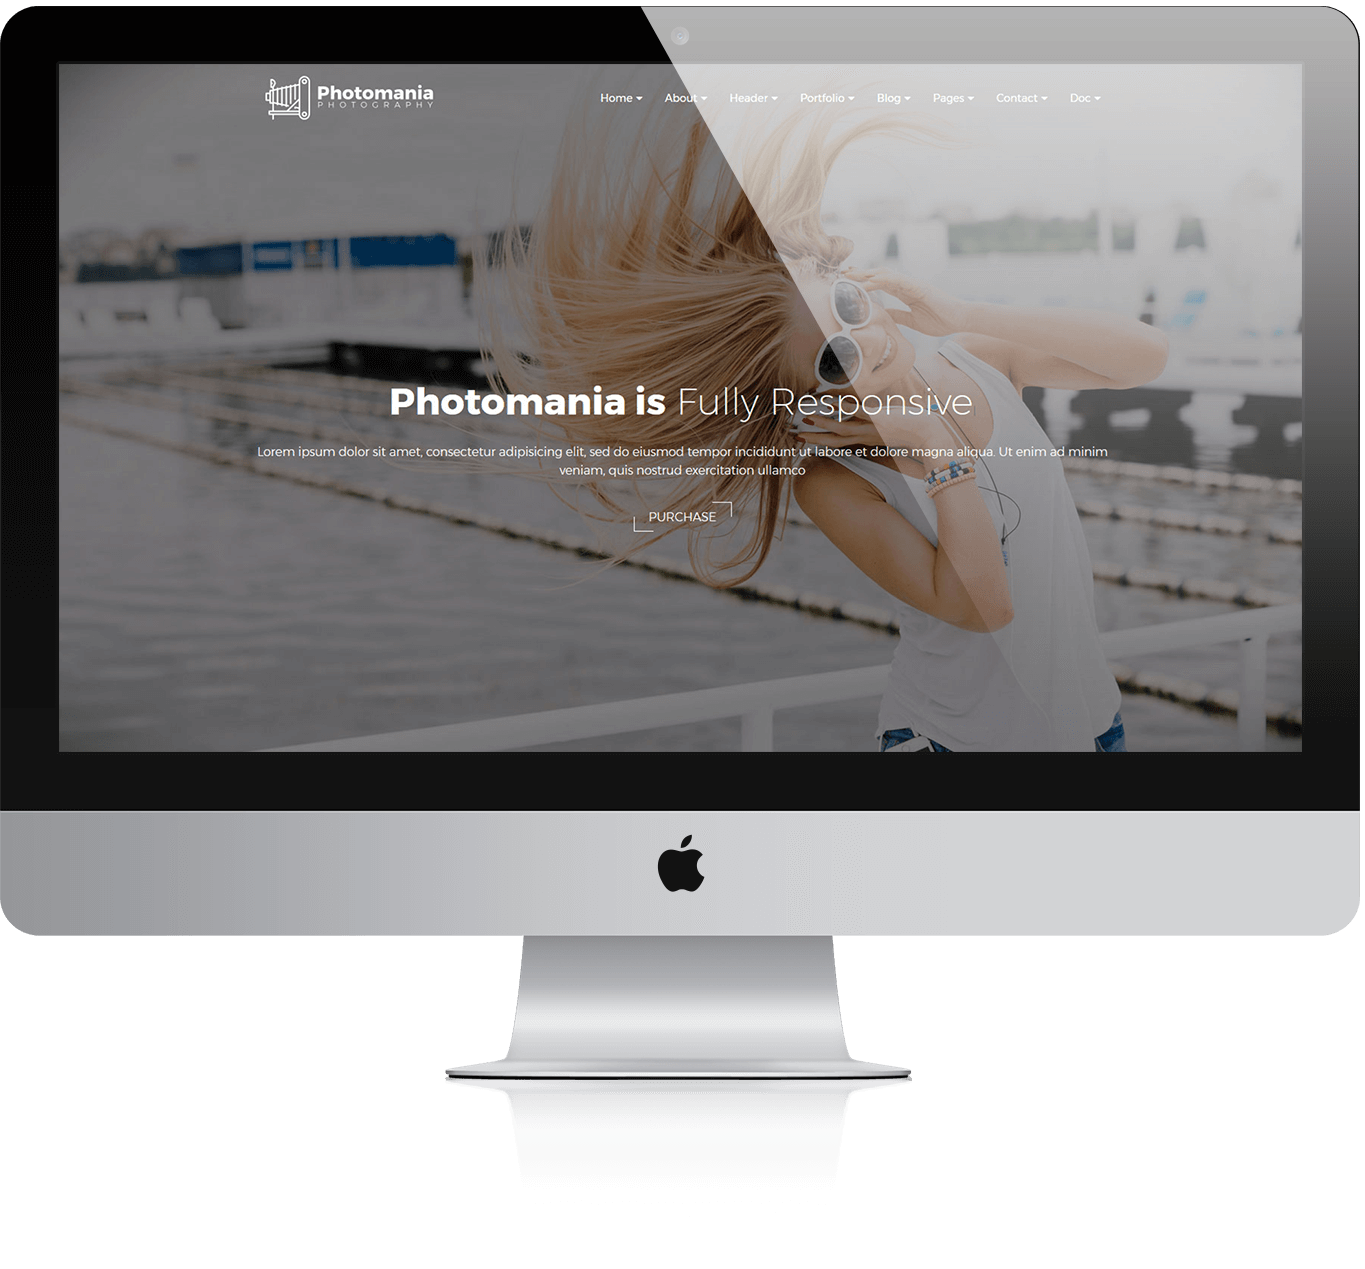 Photomania
PHOTOGRAPHY
Home About Header Portfolio Blog Pages Contact Doc
Photomania is Fully Responsive
Lorem ipsum dolor sit amet, consectetur adipisicing elit, sed do eiusmod tempor incididunt ut labore et dolore magna aliqua. Ut enim ad minim
veniam, quis nostrud exercitation ullamco
PURCHASE